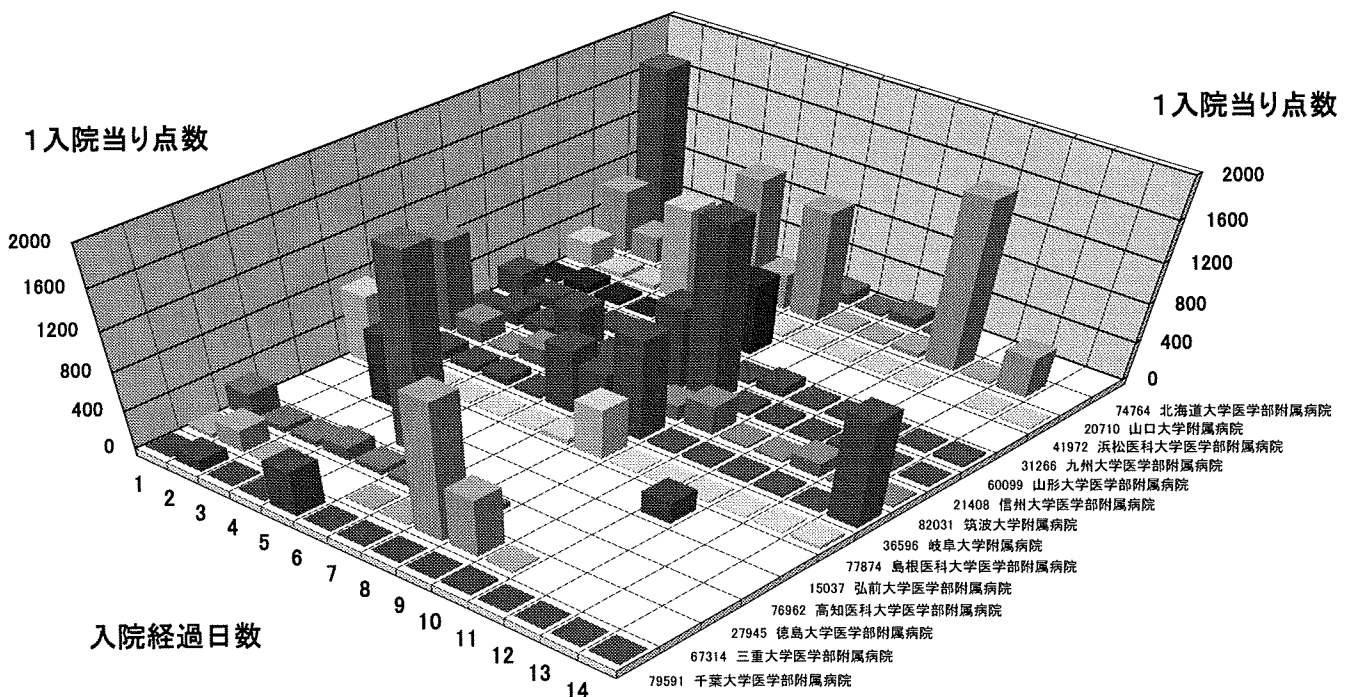 1入院当り点数
1入院当り点数
2000
1600
1200
800
400
0
2000
1600
1200
800
400
0
1
2
3
4
5
6
7
8
9
10
11
12
13
14
入院経過日数
74764 北海道大学医学部附属病院
20710 山口大学附属病院
41972 浜松医科大学医学部附属病院
31266 九州大学医学部附属病院
60099 山形大学医学部附属病院
21408 信州大学医学部附属病院
82031 筑波大学附属病院
36596 岐阜大学附属病院
77874 島根医科大学医学部附属病院
15037 弘前大学医学部附属病院
76962 高知医科大学医学部附属病院
27945 徳島大学医学部附属病院
67314 三重大学医学部附属病院
79591 千葉大学医学部附属病院